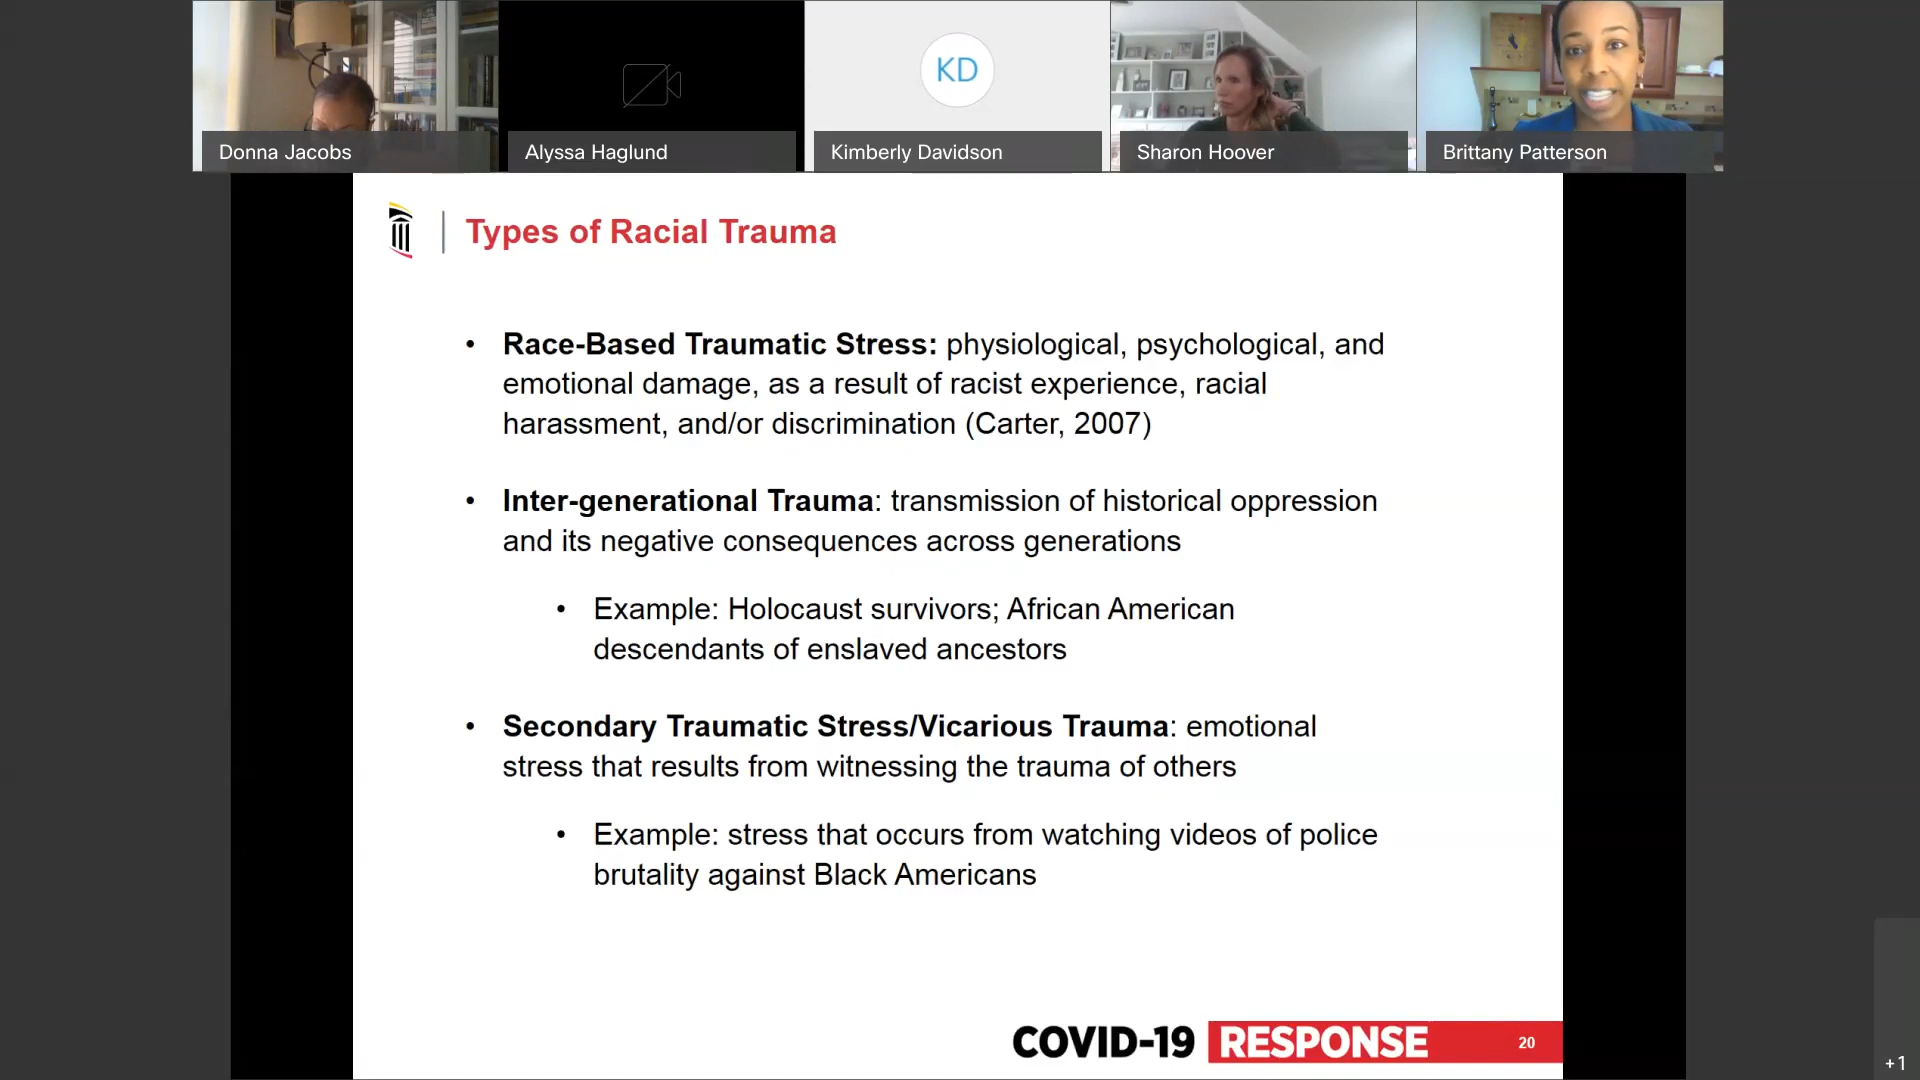 Donna Jacobs
Alyssa Haglund
KD
Kimberly Davidson
Sharon Hoover
Brittany Patterson
Types of Racial Trauma
• Race-Based Traumatic Stress: physiological, psychological, and
emotional damage, as a result of racist experience, racial
harassment, and/or discrimination (Carter, 2007)
• Inter-generational Trauma: transmission of historical oppression
and its negative consequences across generations
• Example: Holocaust survivors; African American
descendants of enslaved ancestors
• Secondary Traumatic Stress/Vicarious Trauma: emotional
stress that results from witnessing the trauma of others
• Example: stress that occurs from watching videos of police
brutality against Black Americans
COVID-19 RESPONSE 20
+1